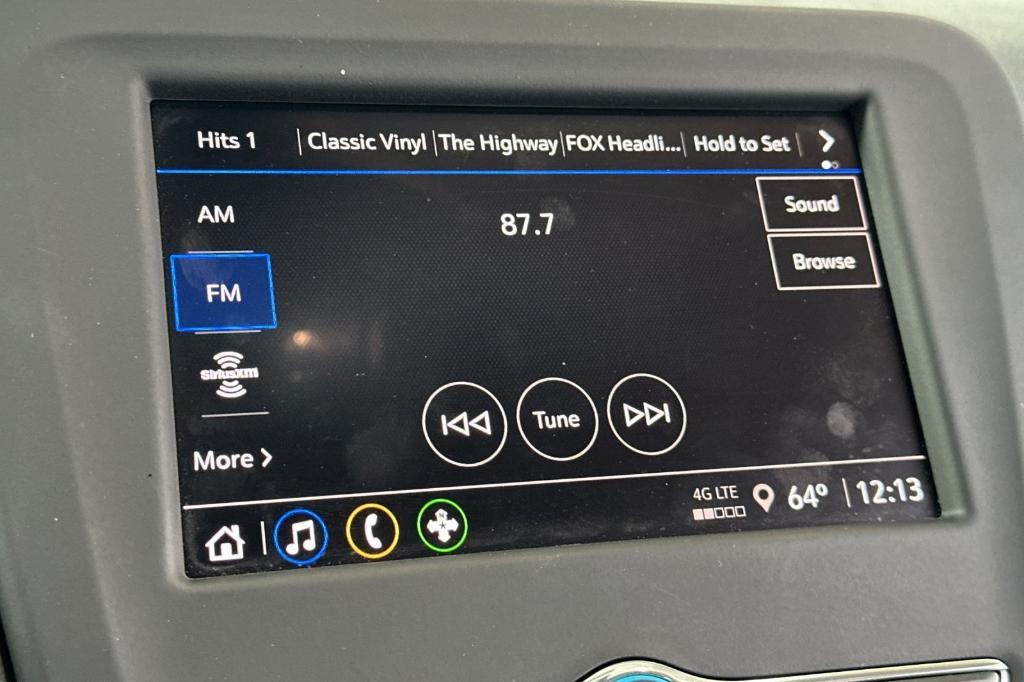 Hits 1 Classic Vinyl The Highway FOX Headli... Hold to Set
AM
87.7
Sound
FM
Browse
SiriusXM
Tune
More
4G LTE
64° 12:13